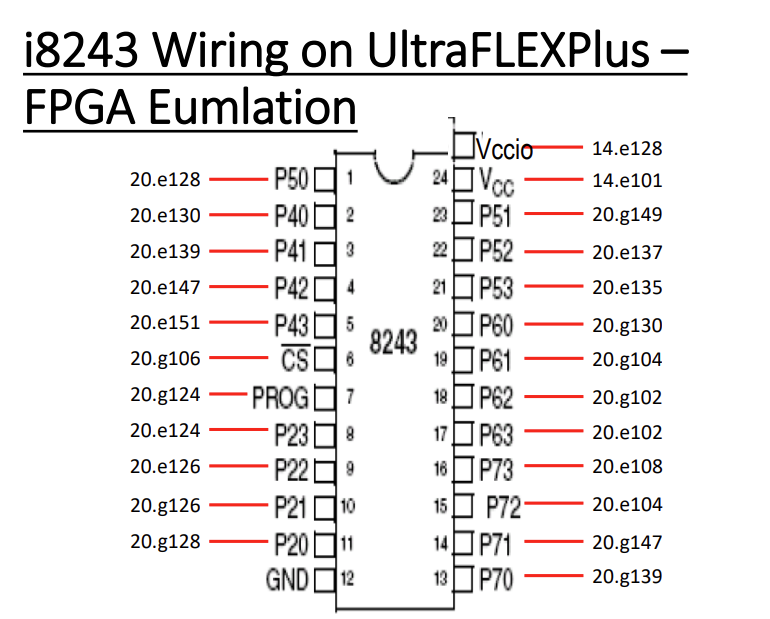 i8243 Wiring on UltraFLEXPlus –
FPGA Eumlation
Vccio 14.e128
20.e128 P50 1 24 VCC 14.e101
20.e130 P40 2 23 P51 20.g149
20.e139 P41 3 22 P52 20.e137
20.e147 P42 4 21 P53 20.e135
20.e151 P43 5 20 P60 20.g130
8243
20.g106 CS 6 19 P61 20.g104
20.g124 PROG 7 18 P62 20.g102
20.e124 P23 8 17 P63 20.e102
20.e126 P22 9 16 P73 20.e108
20.g126 P21 10 15 P72 20.e104
20.g128 P20 11 14 P71 20.g147
GND 12 13 P70 20.g139